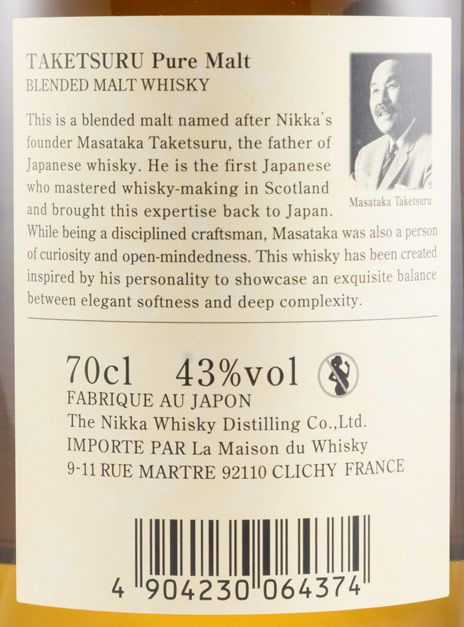 TAKETSURU Pure Malt
BLENDED MALT WHISKY
This is a blended malt named after Nikka's
founder Masataka Taketsuru, the father of
Japanese whisky. He is the first Japanese
who mastered whisky-making in Scotland
and brought this expertise back to Japan.
Masataka Taketsuru
While being a disciplined craftsman, Masataka was also a person
of curiosity and open-mindedness. This whisky has been created
inspired by his personality to showcase an exquisite balance
between elegant softness and deep complexity.
70cl 43%vol
FABRIQUE AU JAPON
The Nikka Whisky Distilling Co.,Ltd.
IMPORTE PAR La Maison du Whisky
9-11 RUE MARTRE 92110 CLICHY FRANCE
4 904230 064374